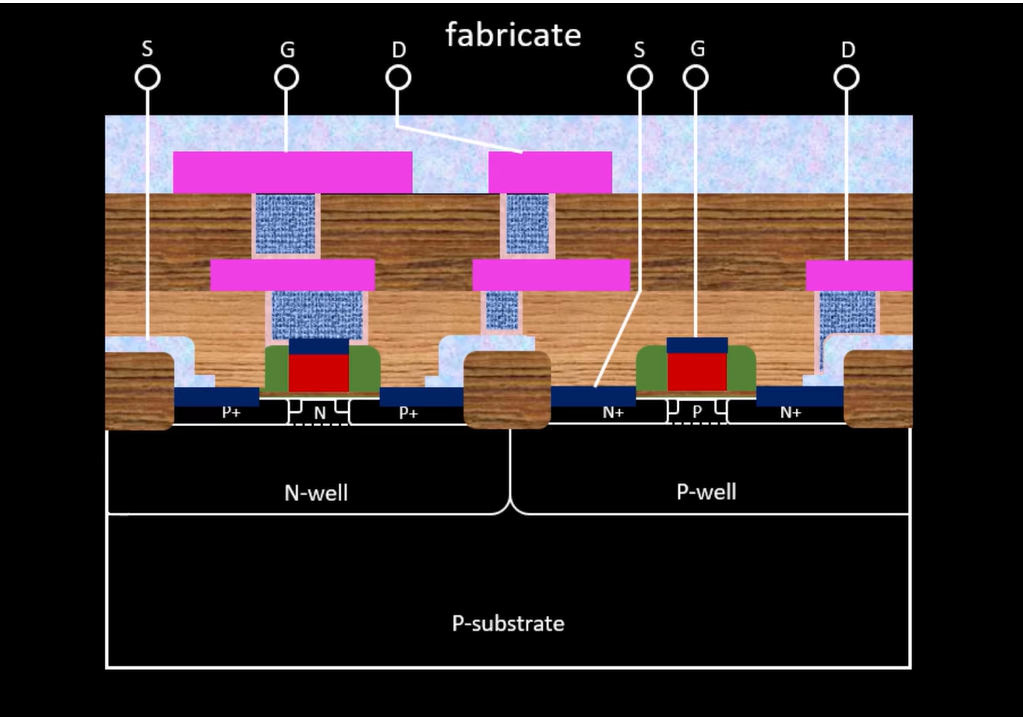 fabricate
S G D S G D
P+ N P+ N+ P N+
N-well P-well
P-substrate